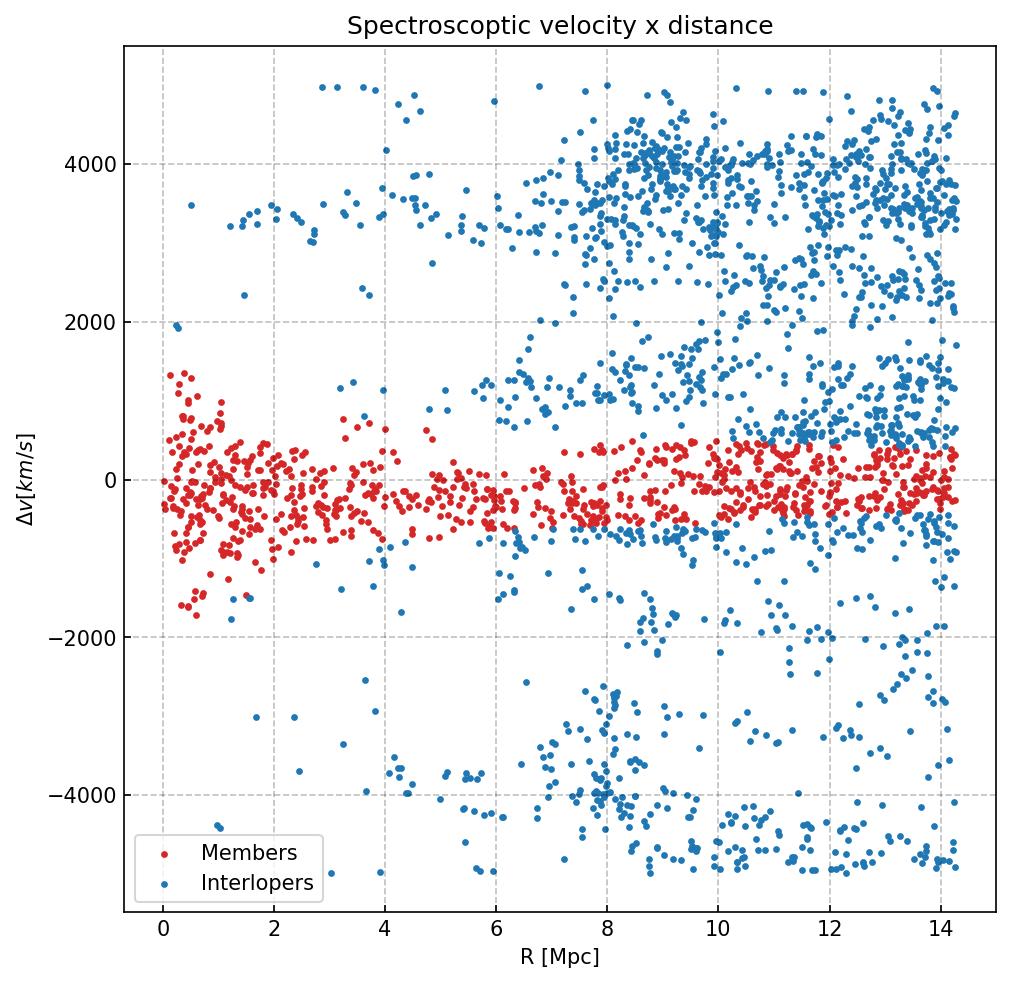 Spectroscoptic velocity x distance
Δv[km/s]
4000
2000
0
−2000
−4000
Members
Interlopers
0 2 4 6 8 10 12 14
R [Mpc]